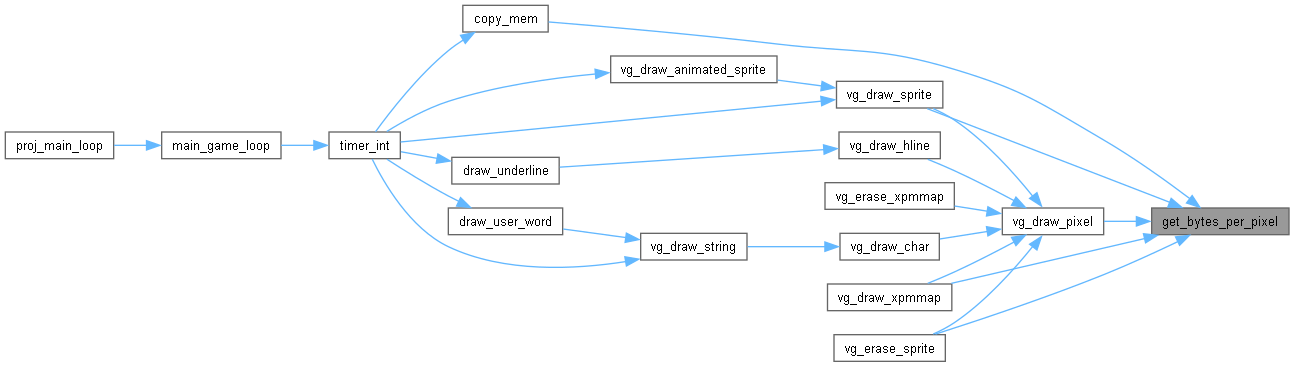 copy_mem
vg_draw_animated_sprite
vg_draw_sprite
proj_main_loop
main_game_loop
timer_int
vg_draw_hline
draw_underline
vg_erase_xpmmap
draw_user_word
vg_draw_pixel
get_bytes_per_pixel
vg_draw_string
vg_draw_char
vg_draw_xpmmap
vg_erase_sprite